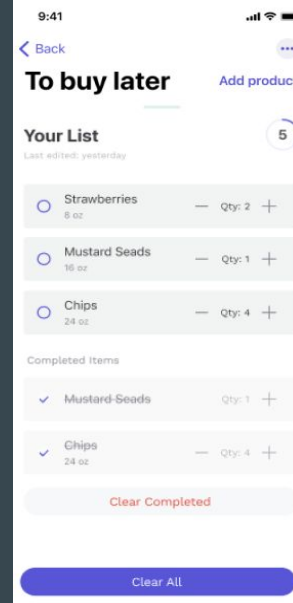 9:41
Back
To buy later
Add produc
Your List
5
Last edited: yesterday
Strawberries
8 oz
Qty: 2
Mustard Seads
16 oz
Qty: 1
Chips
24 oz
Qty: 4
Completed Items
Mustard Seads
Qty: 1
Chips
24 oz
Qty: 4
Clear Completed
Clear All